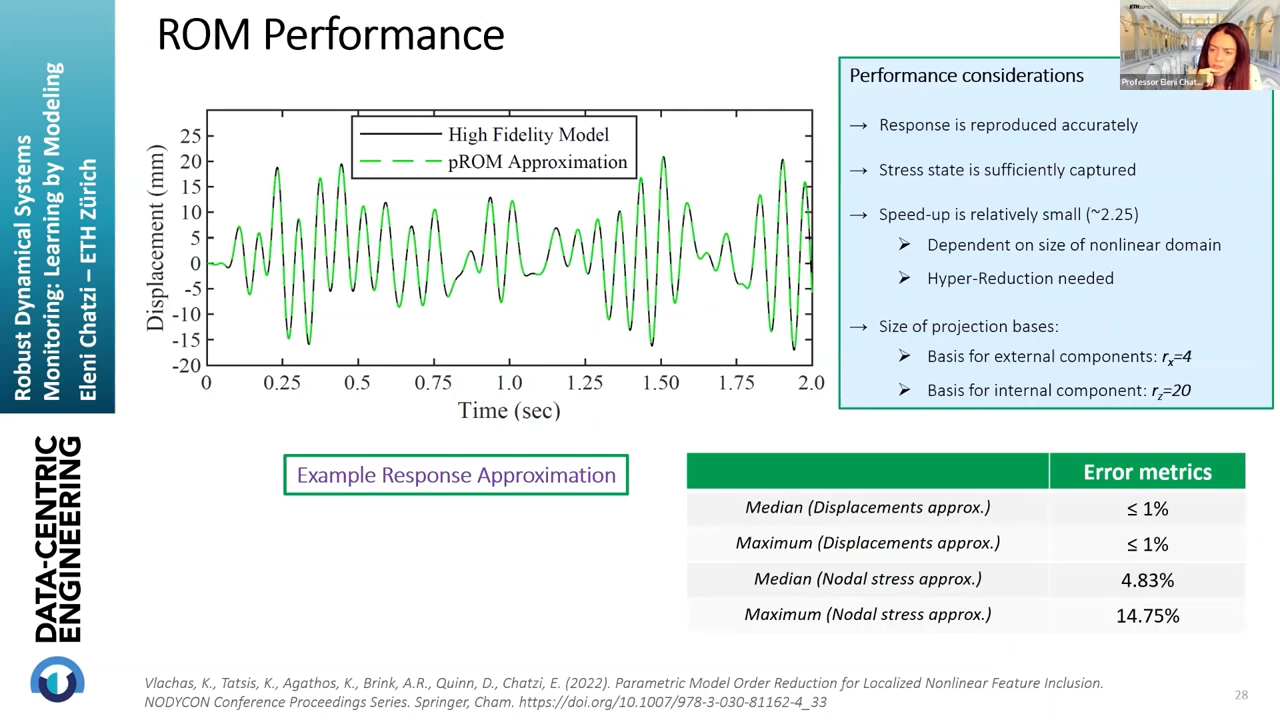 ROM Performance
ETH zürich
Professor Eleni Chat...
Robust Dynamical Systems
Monitoring: Learning by Modeling
Eleni Chatzi – ETH Zürich
DATA-CENTRIC
ENGINEERING
High Fidelity Model
pROM Approximation
Displacement (mm)
25
20
15
10
5
0
-5
-10
-15
-20
0 0.25 0.5 0.75 1.0 1.25 1.50 1.75 2.0
Time (sec)
Example Response Approximation
Performance considerations
→ Response is reproduced accurately
→ Stress state is sufficiently captured
→ Speed-up is relatively small (~2.25)
➢ Dependent on size of nonlinear domain
➢ Hyper-Reduction needed
→ Size of projection bases:
➢ Basis for external components: rx=4
➢ Basis for internal component: rz=20
Error metrics
Median (Displacements approx.) ≤ 1%
Maximum (Displacements approx.) ≤ 1%
Median (Nodal stress approx.) 4.83%
Maximum (Nodal stress approx.) 14.75%
Vlachas, K., Tatsis, K., Agathos, K., Brink, A.R., Quinn, D., Chatzi, E. (2022). Parametric Model Order Reduction for Localized Nonlinear Feature Inclusion.
NODYCON Conference Proceedings Series. Springer, Cham. https://doi.org/10.1007/978-3-030-81162-4_33
28